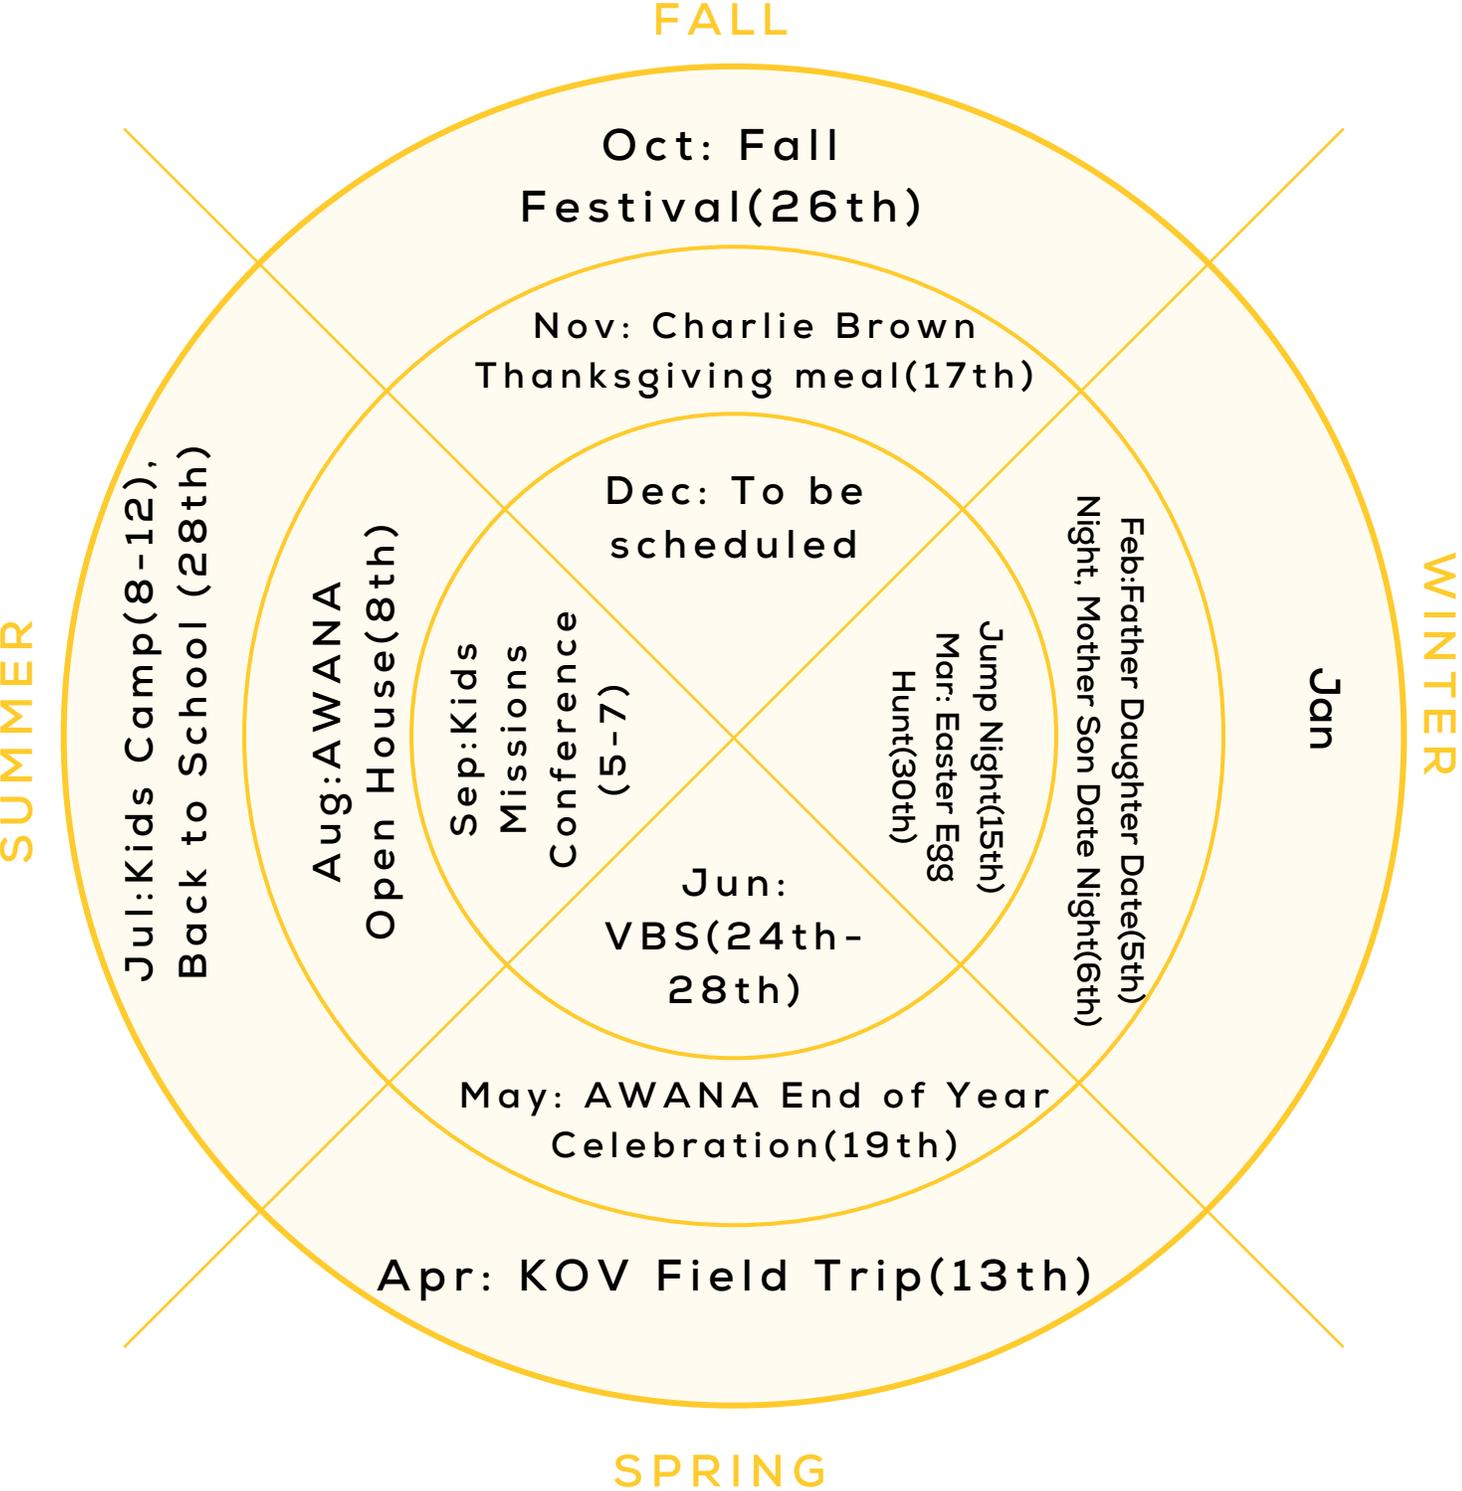 FALL
Oct: Fall
Festival(26th)
Nov: Charlie Brown
Thanksgiving meal(17th)
Dec: To be
scheduled
WINTER
Jan
Feb:Father Daughter Date(5th)
Night, Mother Son Date Night(6th)
Jump Night(15th)
Mar: Easter Egg
Hunt(30th)
SUMMER
Jul:Kids Camp(8-12),
Back to School (28th)
Aug:AWANA
Open House(8th)
Sep:Kids
Missions
Conference
(5-7)
Jun:
VBS(24th-
28th)
May: AWANA End of Year
Celebration(19th)
Apr: KOV Field Trip(13th)
SPRING